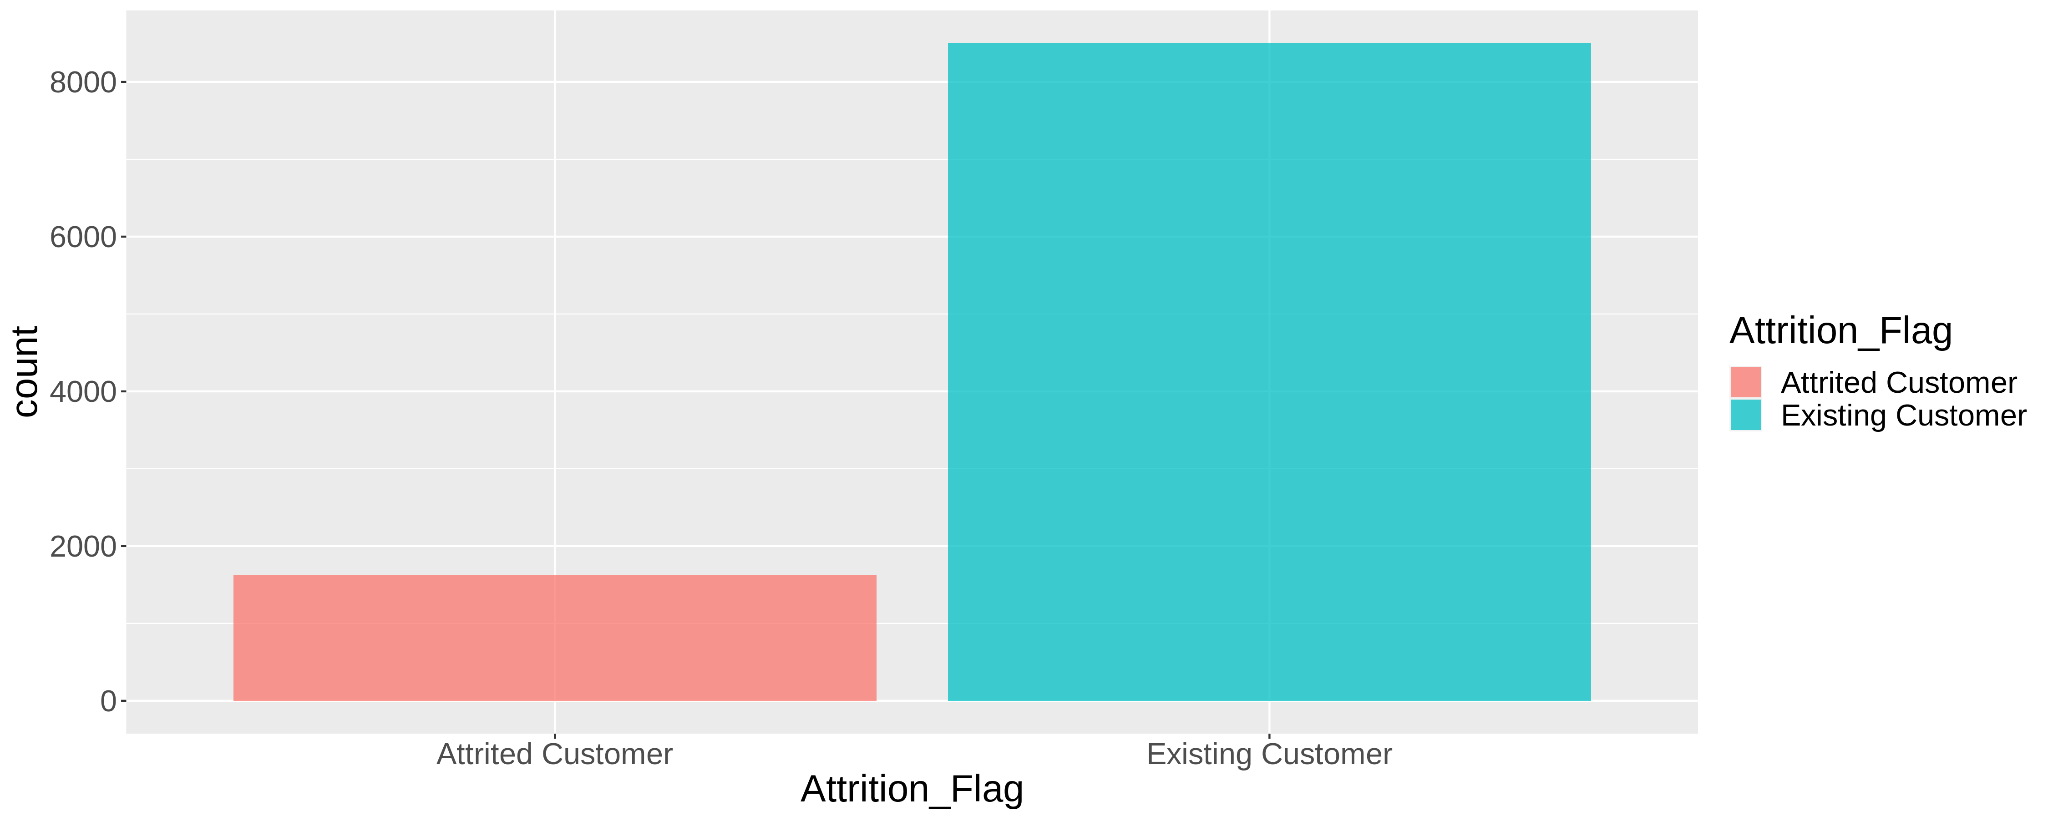 count
8000
6000
4000
2000
0
Attrited Customer
Existing Customer
Attrition_Flag
Attrition_Flag
Attrited Customer
Existing Customer